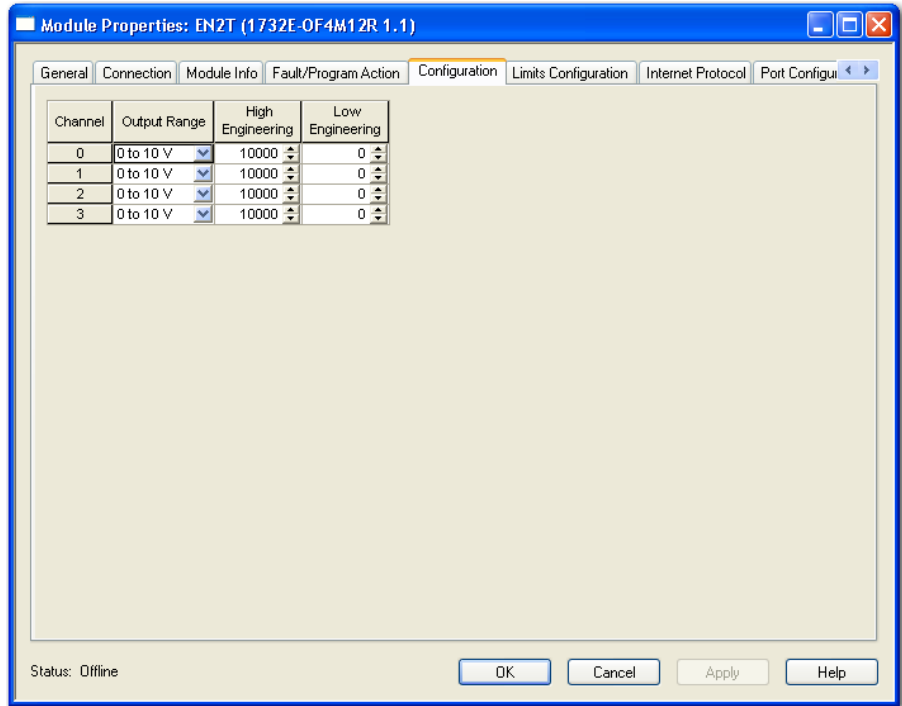 Module Properties: EN2T (1732E-OF4M12R 1.1)
General Connection Module Info Fault/Program Action Configuration Limits Configuration Internet Protocol Port Configu
Channel Output Range High Engineering Low Engineering
0 0 to 10 V 10000 0
1 0 to 10 V 10000 0
2 0 to 10 V 10000 0
3 0 to 10 V 10000 0
Status: Offline OK Cancel Apply Help